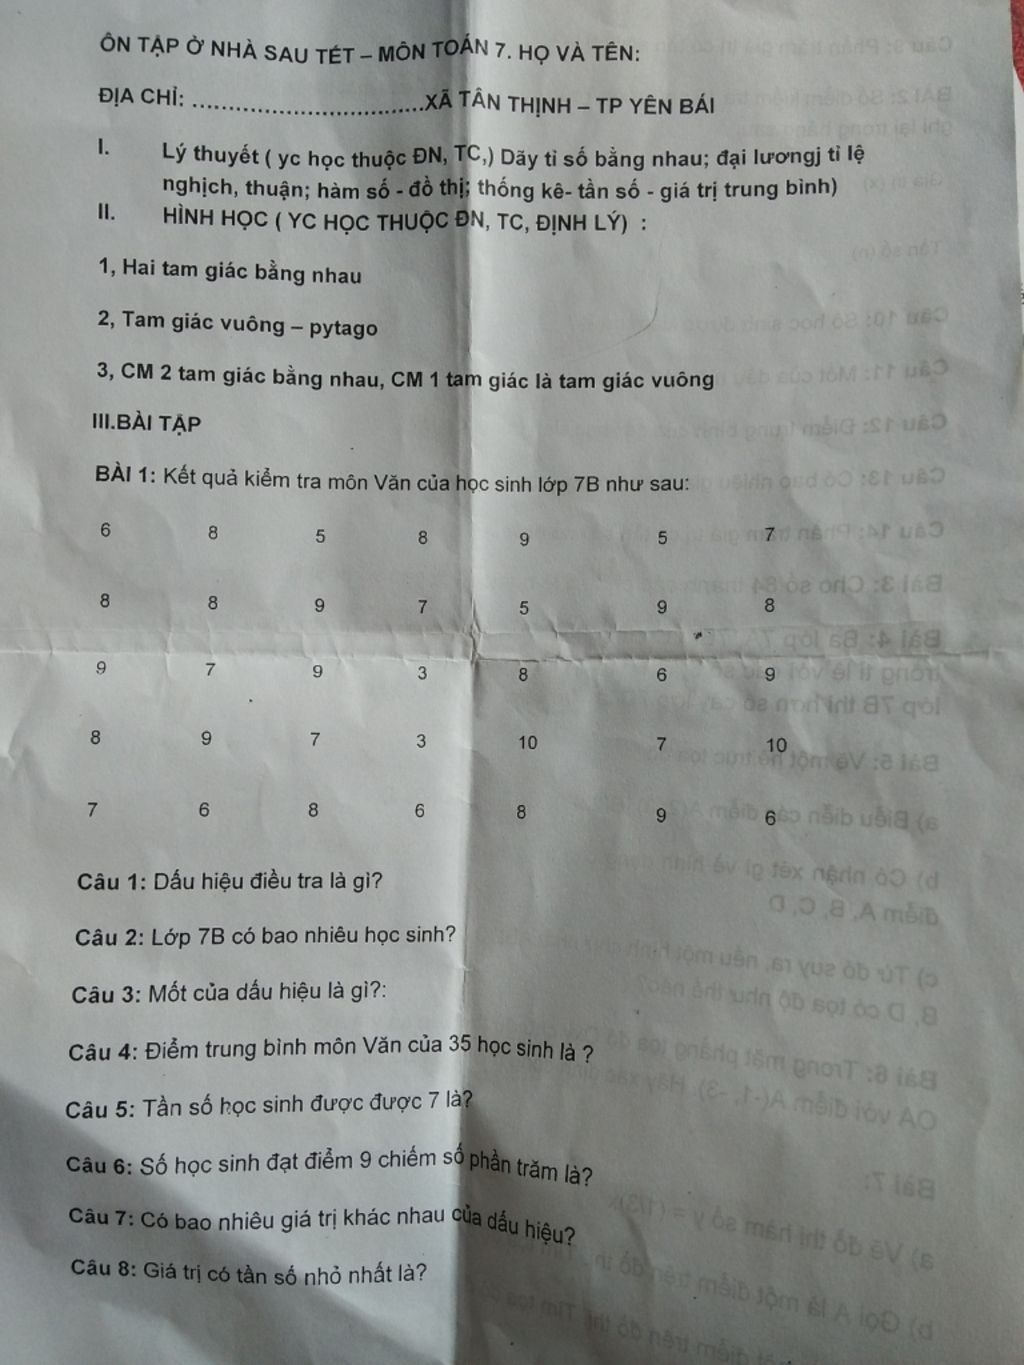 ÔN TẬP Ở NHÀ SAU TÉT – MÔN TOÁN 7. HỌ VÀ TÊN:
ĐỊA CHỈ: ......................................XÃ TÂN THỊNH – TP YÊN BÁI
I. Lý thuyết ( yc học thuộc ĐN, TC,) Dãy tỉ số bằng nhau; đại lươngj tỉ lệ
nghịch, thuận; hàm số - đồ thị; thống kê- tần số - giá trị trung bình)
II. HÌNH HỌC ( YC HỌC THUỘC ĐN, TC, ĐỊNH LÝ) :
1, Hai tam giác bằng nhau
2, Tam giác vuông – pytago
3, CM 2 tam giác bằng nhau, CM 1 tam giác là tam giác vuông
III.BÀI TẬP
BÀI 1: Kết quả kiểm tra môn Văn của học sinh lớp 7B như sau:
6 8 5 8 9 5 7
8 8 9 7 5 9 8
9 7 9 3 8 6 9
8 9 7 3 10 7 10
7 6 8 6 8 9 6
Câu 1: Dấu hiệu điều tra là gì?
Câu 2: Lớp 7B có bao nhiêu học sinh?
Câu 3: Mốt của dấu hiệu là gì?:
Câu 4: Điểm trung bình môn Văn của 35 học sinh là ?
Câu 5: Tần số học sinh được được 7 là?
Câu 6: Số học sinh đạt điểm 9 chiếm số phần trăm là?
Câu 7: Có bao nhiêu giá trị khác nhau của dấu hiệu?
Câu 8: Giá trị có tần số nhỏ nhất là?